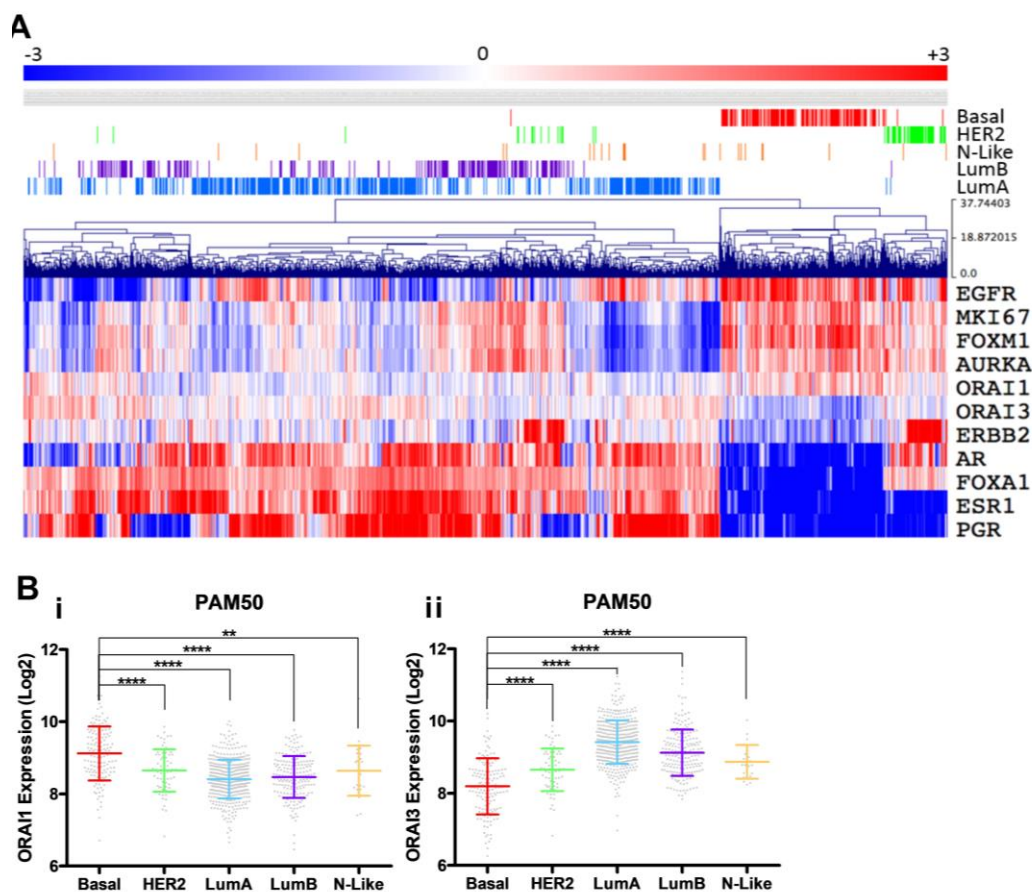 A
-3 0 +3
Basal
HER2
N-Like
LumB
LumA
37.74403
18.872015
0.0
EGFR
MKI67
FOXM1
AURKA
ORAI1
ORAI3
ERBB2
AR
FOXA1
ESR1
PGR
B
i
PAM50
ORAI1 Expression (Log2)
12
10
8
6
**
****
****
****
Basal HER2 LumA LumB N-Like
ii
PAM50
ORAI3 Expression (Log2)
12
10
8
6
****
****
****
****
Basal HER2 LumA LumB N-Like